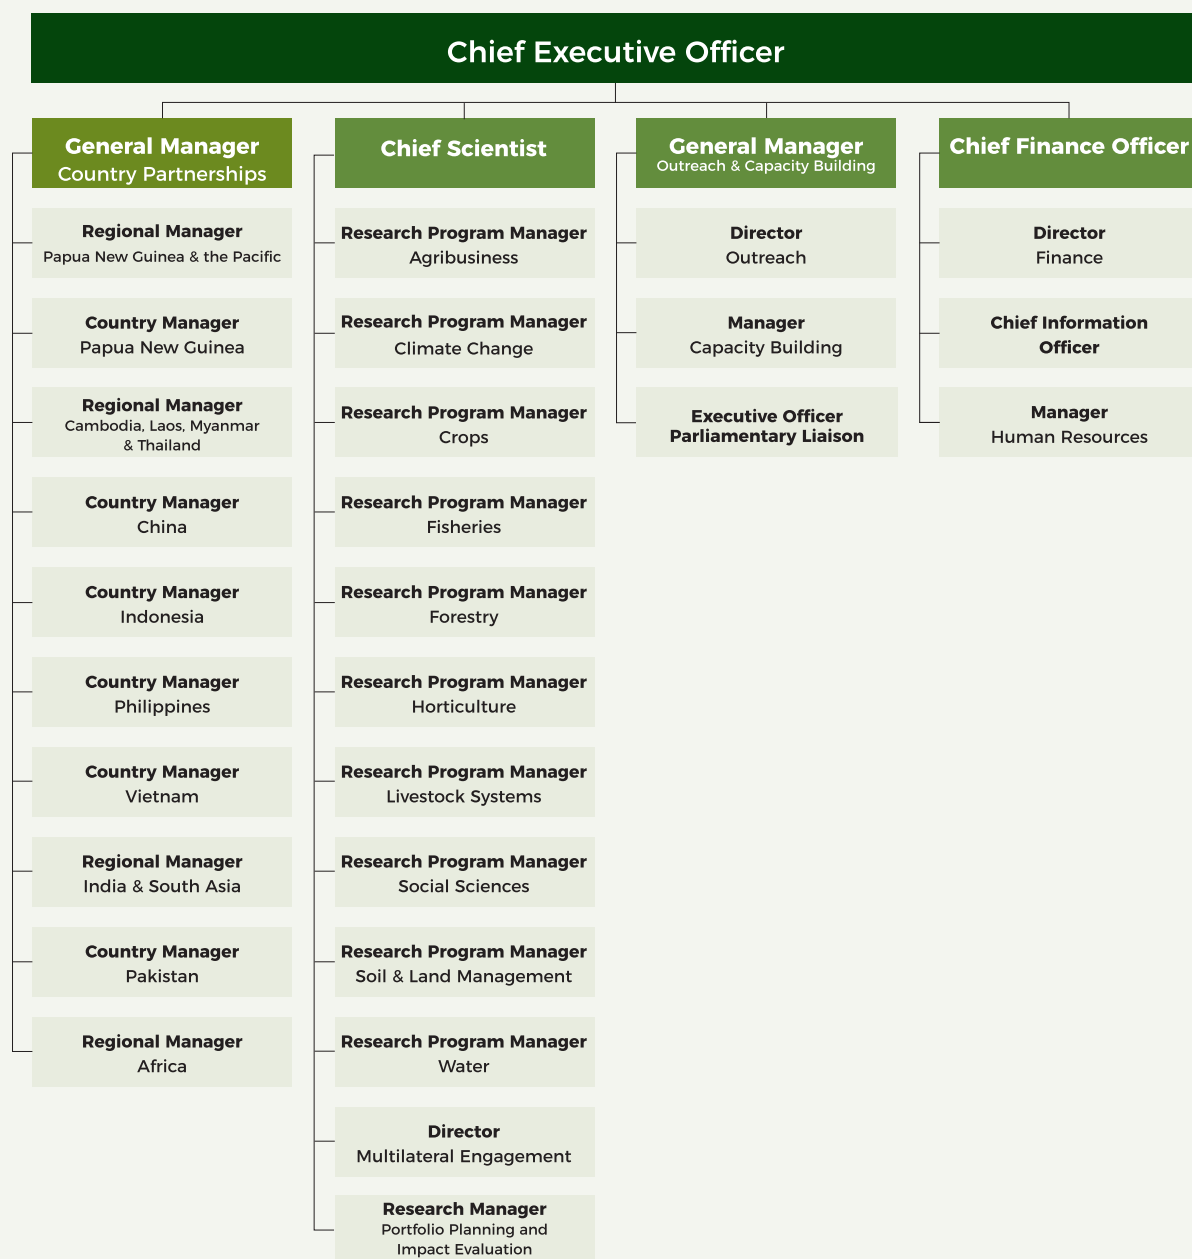 Chief Executive Officer
General Manager
Country Partnerships
Regional Manager
Papua New Guinea & the Pacific
Country Manager
Papua New Guinea
Regional Manager
Cambodia, Laos, Myanmar
& Thailand
Country Manager
China
Country Manager
Indonesia
Country Manager
Philippines
Country Manager
Vietnam
Regional Manager
India & South Asia
Country Manager
Pakistan
Regional Manager
Africa
Chief Scientist
Research Program Manager
Agribusiness
Research Program Manager
Climate Change
Research Program Manager
Crops
Research Program Manager
Fisheries
Research Program Manager
Forestry
Research Program Manager
Horticulture
Research Program Manager
Livestock Systems
Research Program Manager
Social Sciences
Research Program Manager
Soil & Land Management
Research Program Manager
Water
Director
Multilateral Engagement
Research Manager
Portfolio Planning and
Impact Evaluation
General Manager
Outreach & Capacity Building
Director
Outreach
Manager
Capacity Building
Executive Officer
Parliamentary Liaison
Chief Finance Officer
Director
Finance
Chief Information
Officer
Manager
Human Resources